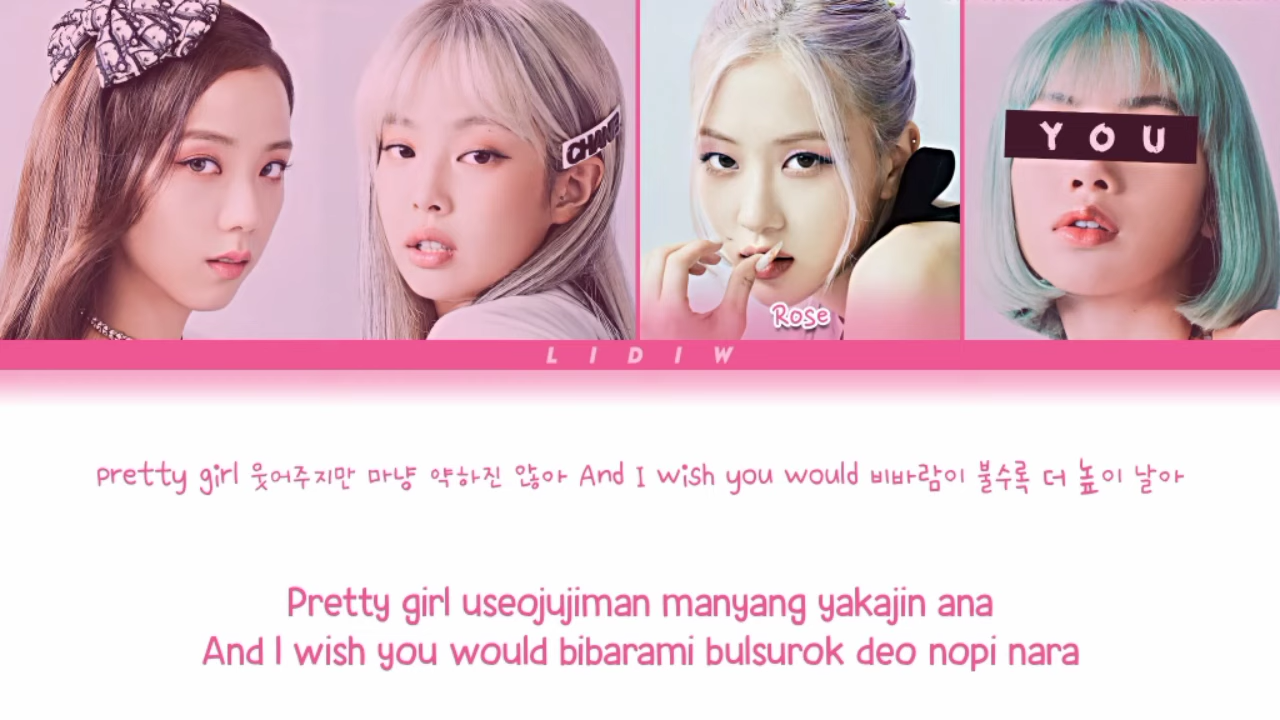 CHANEL
YOU
Rose
LIDIW
pretty girl 웃어주지만 마냥 약하진 않아 And I wish you would 비바람이 불수록 더 높이 날아
Pretty girl useojujiman manyang yakajin ana
And I wish you would bibarami bulsurok deo nopi nara